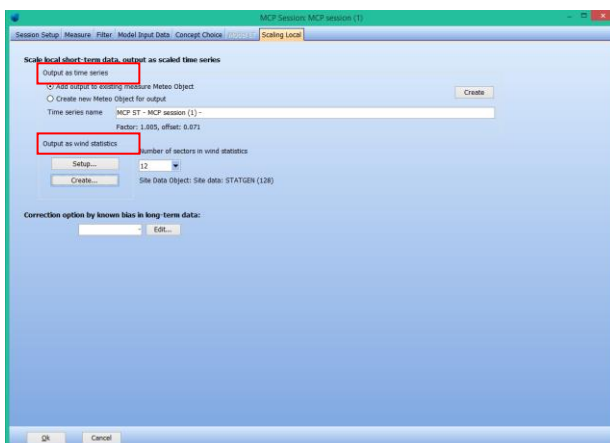 MCP Session: MCP session (1)
Session Setup Measure Filter Model Input Data Concept Choice Scaling Local
Scale local short-term data, output as scaled time series
Output as time series
Add output to existing measure Meteo Object
Create
Create new Meteo Object for output
Time series name MCP ST - MCP session (1) -
Factor: 1.005, offset: 0.071
Output as wind statistics
Number of sectors in wind statistics
Setup... 12
Create... Site Data Object: Site data: STATGEN (128)
Correction option by known bias in long-term data:
Edit...
Ok Cancel